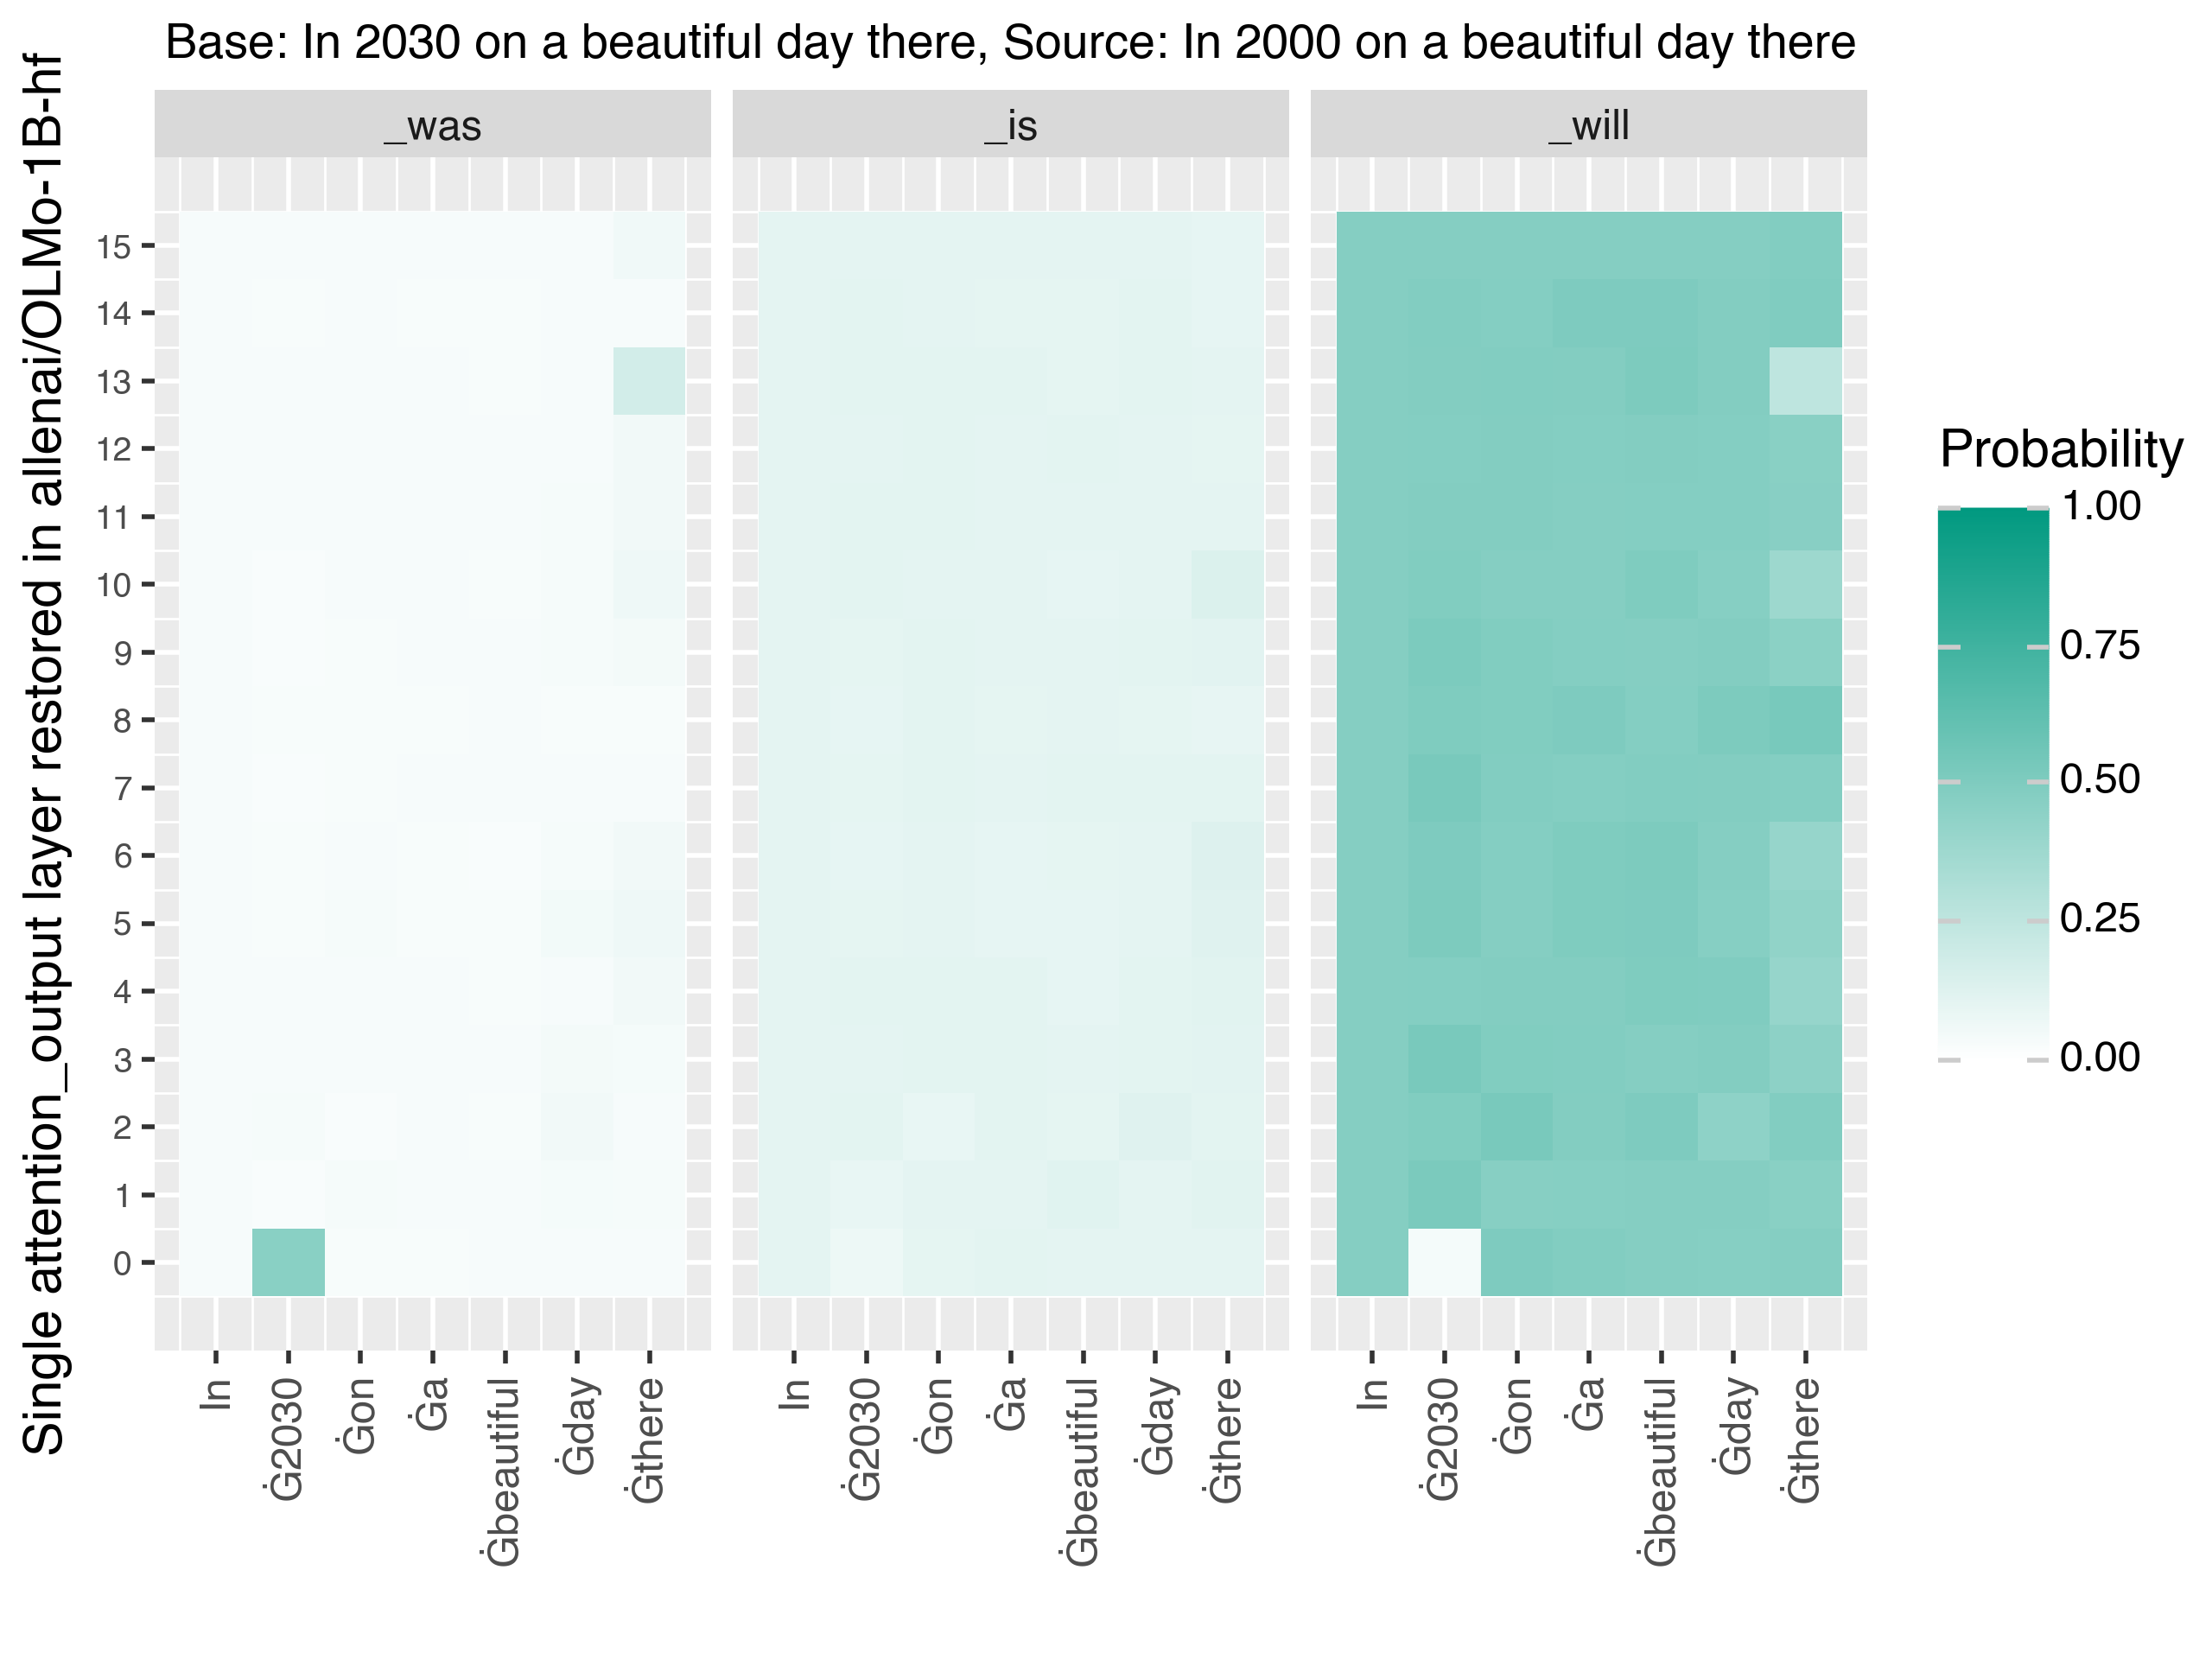 Base: In 2030 on a beautiful day there, Source: In 2000 on a beautiful day there
Single attention_output layer restored in allenai/OLMo-1B-hf
_was
_is
_will
15
14
13
12
11
10
9
8
7
6
5
4
3
2
1
0
In
Ġ2030
Ġon
Ġa
Ġbeautiful
Ġday
Ġthere
In
Ġ2030
Ġon
Ġa
Ġbeautiful
Ġday
Ġthere
In
Ġ2030
Ġon
Ġa
Ġbeautiful
Ġday
Ġthere
Probability
1.00
0.75
0.50
0.25
0.00